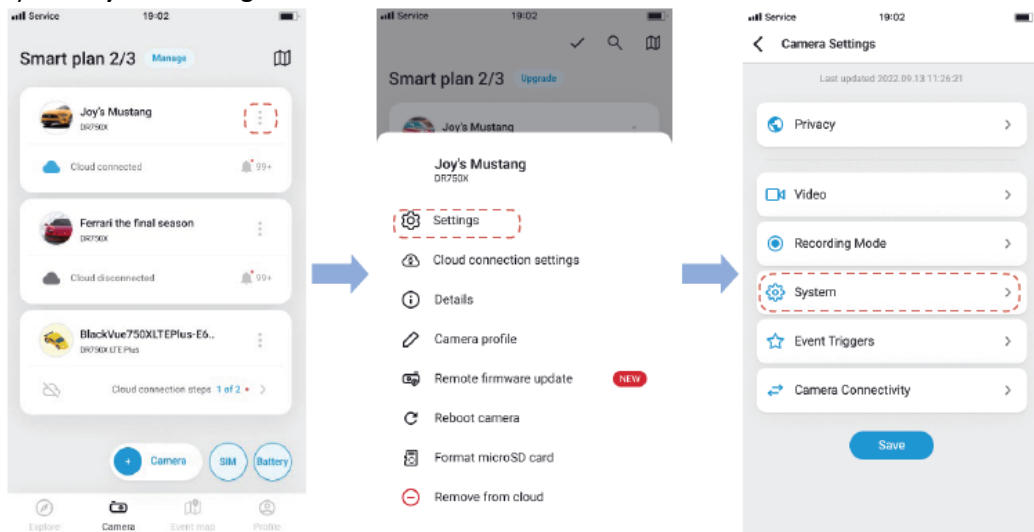 Service 19:02
Smart plan 2/3 Manage
Joy's Mustang
DR750X
Cloud connected 99+
Ferrari the final season
DR750X
Cloud disconnected 99+
BlackVue750XLTEPlus-E6..
DR750X LTE Plus
Cloud connection steps 1 of 2
+ Camera SIM Battery
Explore Camera Event map Profile
Service 19:02
Smart plan 2/3 Upgrade
Joy's Mustang
Joy's Mustang
DR750X
Settings
Cloud connection settings
Details
Camera profile
Remote firmware update NEW
Reboot camera
Format microSD card
Remove from cloud
Service 19:02
Camera Settings
Last updated 2022.09.13 11:26:21
Privacy
Video
Recording Mode
System
Event Triggers
Camera Connectivity
Save